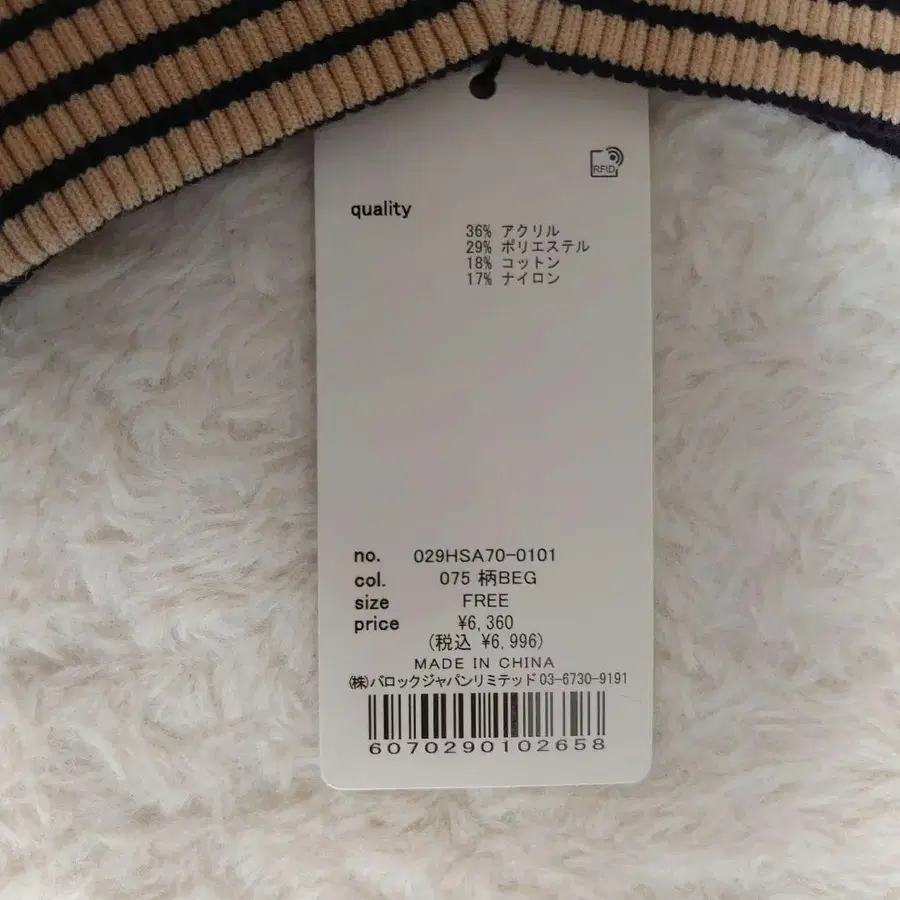 RFID
quality
36% アクリル
29% ポリエステル
18% コットン
17% ナイロン
no. 029HSA70-0101
col. 075 柄BEG
size FREE
price ¥6,360
(税込 ¥6,996)
MADE IN CHINA
(株)バロックジャパンリミテッド 03-6730-9191
6070290102658